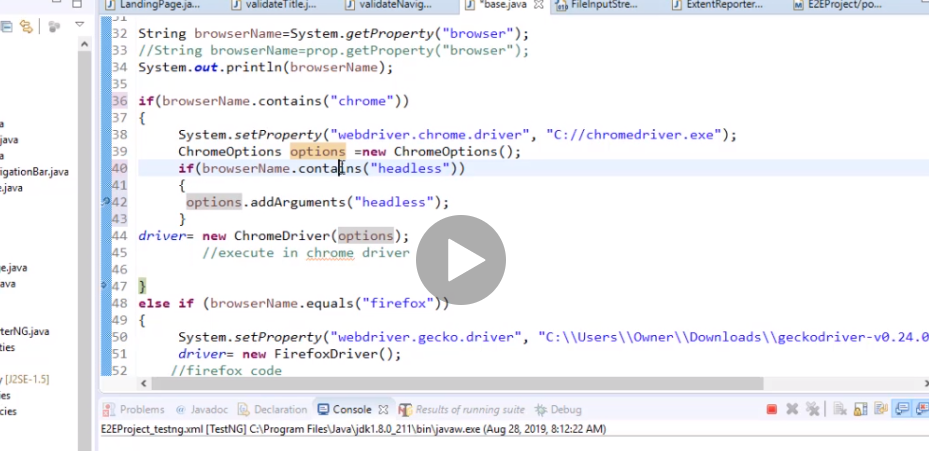 LandingPage.ja... validateTitle.j... validateNavig... *base.java FileInputStre... ExtentReporter... E2EProject/po...
31
32 String browserName=System.getProperty("browser");
33 //String browserName=prop.getProperty("browser");
34 System.out.println(browserName);
35
36 if(browserName.contains("chrome"))
37 {
38 System.setProperty("webdriver.chrome.driver", "C://chromedriver.exe");
39 ChromeOptions options =new ChromeOptions();
40 if(browserName.contains("headless"))
41 {
42 options.addArguments("headless");
43 }
44 driver= new ChromeDriver(options);
45 //execute in chrome driver
46
47 }
48 else if (browserName.equals("firefox"))
49 {
50 System.setProperty("webdriver.gecko.driver", "C:\\Users\\Owner\\Downloads\\geckodriver-v0.24.0
51 driver= new FirefoxDriver();
52 //firefox code
a
java
a
igationBar.java
e.java
ge.java
ava
rterNG.java
ties
y [J2SE-1.5]
ies
cies
Problems Javadoc Declaration Console Results of running suite Debug
E2EProject_testng.xml [TestNG] C:\Program Files\Java\jdk1.8.0_211\bin\javaw.exe (Aug 28, 2019, 8:12:22 AM)